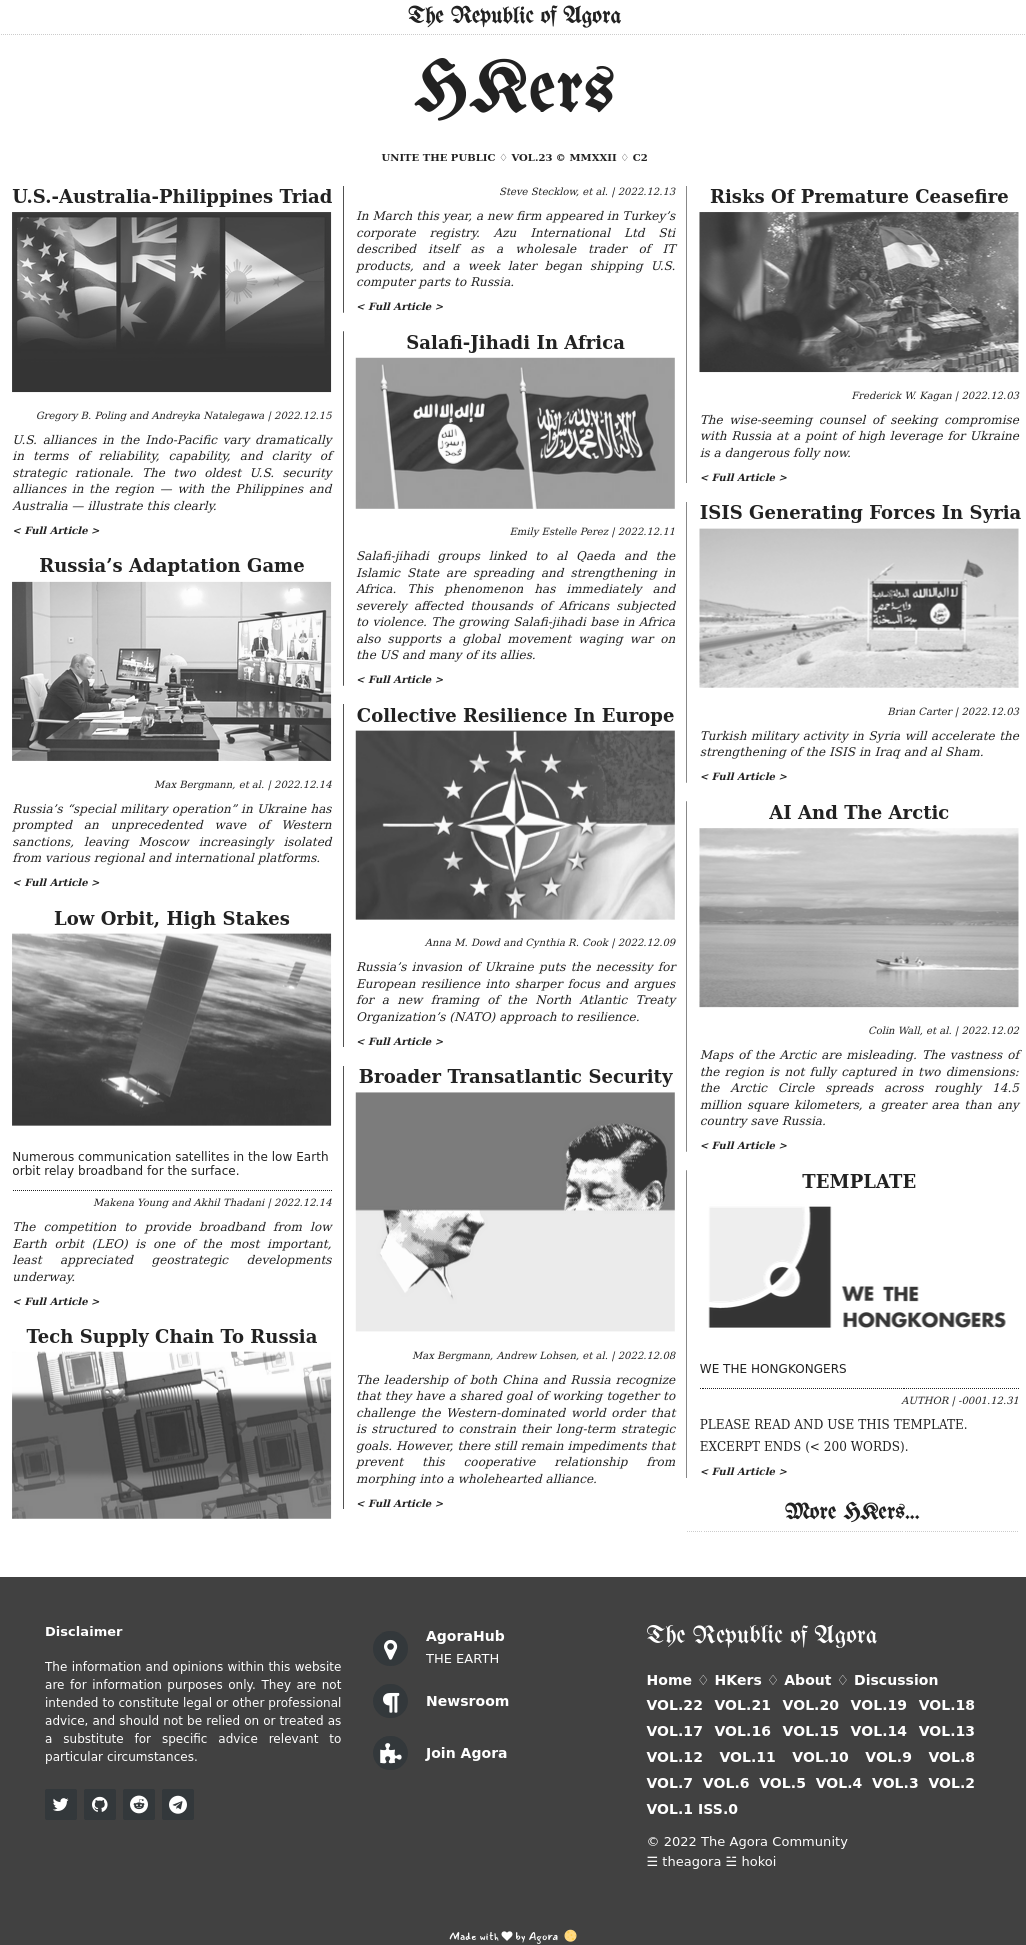 The Republic of Agora
HKers
UNITE THE PUBLIC ♢ VOL.23 © MMXXII ♢ C2
U.S.-Australia-Philippines Triad
Gregory B. Poling and Andreyka Natalegawa | 2022.12.15
U.S. alliances in the Indo-Pacific vary dramatically
in terms of reliability, capability, and clarity of
strategic rationale. The two oldest U.S. security
alliances in the region — with the Philippines and
Australia — illustrate this clearly.
< Full Article >
Russia’s Adaptation Game
Max Bergmann, et al. | 2022.12.14
Russia’s “special military operation” in Ukraine has
prompted an unprecedented wave of Western
sanctions, leaving Moscow increasingly isolated
from various regional and international platforms.
< Full Article >
Low Orbit, High Stakes
Numerous communication satellites in the low Earth
orbit relay broadband for the surface.
Makena Young and Akhil Thadani | 2022.12.14
The competition to provide broadband from low
Earth orbit (LEO) is one of the most important,
least appreciated geostrategic developments
underway.
< Full Article >
Tech Supply Chain To Russia
Steve Stecklow, et al. | 2022.12.13
In March this year, a new firm appeared in Turkey’s
corporate registry. Azu International Ltd Sti
described itself as a wholesale trader of IT
products, and a week later began shipping U.S.
computer parts to Russia.
< Full Article >
Salafi-Jihadi In Africa
Emily Estelle Perez | 2022.12.11
Salafi-jihadi groups linked to al Qaeda and the
Islamic State are spreading and strengthening in
Africa. This phenomenon has immediately and
severely affected thousands of Africans subjected
to violence. The growing Salafi-jihadi base in Africa
also supports a global movement waging war on
the US and many of its allies.
< Full Article >
Collective Resilience In Europe
Anna M. Dowd and Cynthia R. Cook | 2022.12.09
Russia’s invasion of Ukraine puts the necessity for
European resilience into sharper focus and argues
for a new framing of the North Atlantic Treaty
Organization’s (NATO) approach to resilience.
< Full Article >
Broader Transatlantic Security
Max Bergmann, Andrew Lohsen, et al. | 2022.12.08
The leadership of both China and Russia recognize
that they have a shared goal of working together to
challenge the Western-dominated world order that
is structured to constrain their long-term strategic
goals. However, there still remain impediments that
prevent this cooperative relationship from
morphing into a wholehearted alliance.
< Full Article >
Risks Of Premature Ceasefire
Frederick W. Kagan | 2022.12.03
The wise-seeming counsel of seeking compromise
with Russia at a point of high leverage for Ukraine
is a dangerous folly now.
< Full Article >
ISIS Generating Forces In Syria
Brian Carter | 2022.12.03
Turkish military activity in Syria will accelerate the
strengthening of the ISIS in Iraq and al Sham.
< Full Article >
AI And The Arctic
Colin Wall, et al. | 2022.12.02
Maps of the Arctic are misleading. The vastness of
the region is not fully captured in two dimensions:
the Arctic Circle spreads across roughly 14.5
million square kilometers, a greater area than any
country save Russia.
< Full Article >
TEMPLATE
WE THE
HONGKONGERS
WE THE HONGKONGERS
AUTHOR | -0001.12.31
PLEASE READ AND USE THIS TEMPLATE.
EXCERPT ENDS (< 200 WORDS).
< Full Article >
More HKers...
Disclaimer
The information and opinions within this website
are for information purposes only. They are not
intended to constitute legal or other professional
advice, and should not be relied on or treated as
a substitute for specific advice relevant to
particular circumstances.
AgoraHub
THE EARTH
Newsroom
Join Agora
The Republic of Agora
Home ♢ HKers ♢ About ♢ Discussion
VOL.22 VOL.21 VOL.20 VOL.19 VOL.18
VOL.17 VOL.16 VOL.15 VOL.14 VOL.13
VOL.12 VOL.11 VOL.10 VOL.9 VOL.8
VOL.7 VOL.6 VOL.5 VOL.4 VOL.3 VOL.2
VOL.1 ISS.0
© 2022 The Agora Community
☰ theagora ☱ hokoi
Made with ❤ by Agora